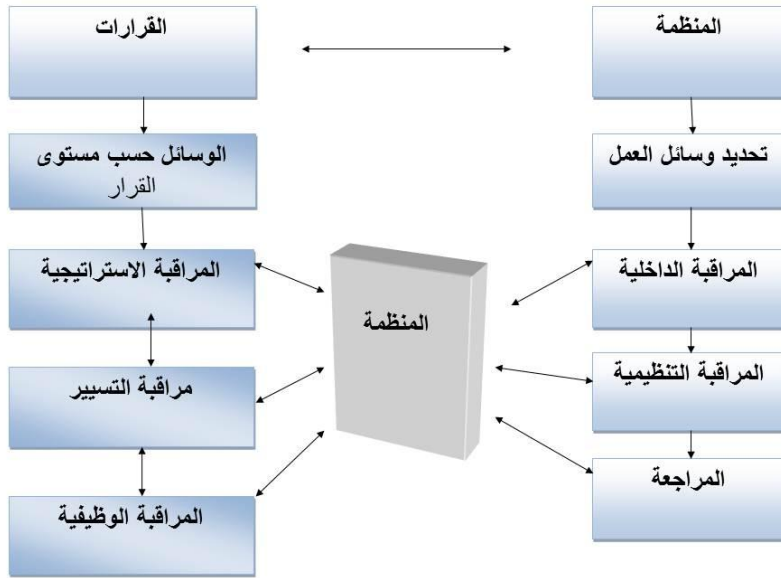 المنظمة
القرارات
تحديد وسائل العمل
الوسائل حسب مستوى
القرار
المراقبة الداخلية
المراقبة الاستراتيجية
المنظمة
المراقبة التنظيمية
مراقبة التسيير
المراجعة
المراقبة الوظيفية